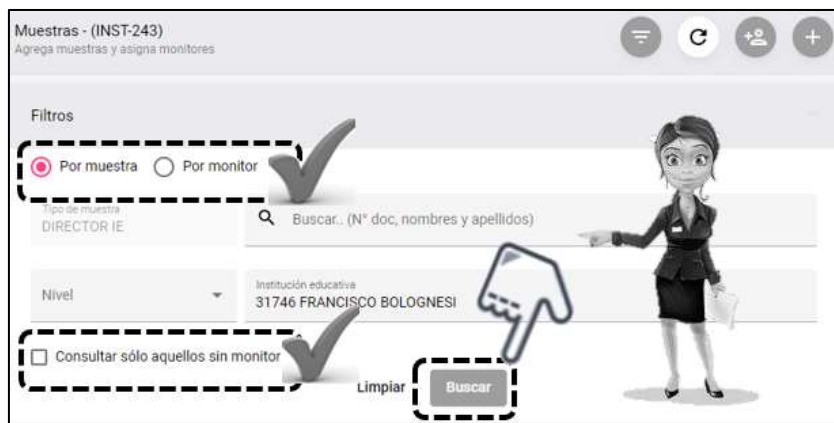 Muestras - (INST-243)
Agrega muestras y asigna monitores
Filtros
Por muestra Por monitor
Tipo de muestra
DIRECTOR IE
Buscar.. (N° doc, nombres y apellidos)
Nivel
Institución educativa
31746 FRANCISCO BOLOGNESI
Consultar sólo aquellos sin monitor
Limpiar Buscar